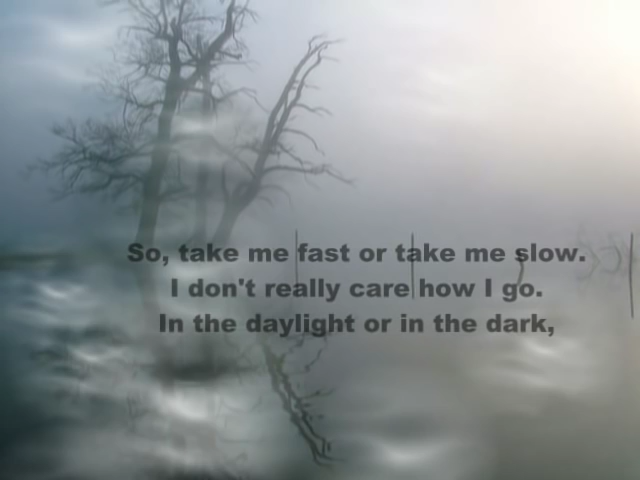 So, take me fast or take me slow.
I don't really care how I go.
In the daylight or in the dark,